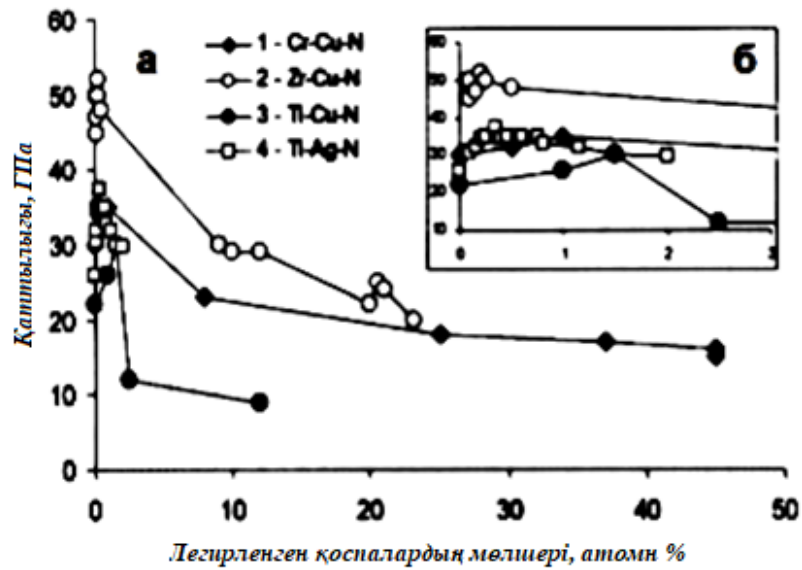 60
50
40
30
20
10
0
Қаттылығы, ГПа
а
1 - Cr-Cu-N
2 - Zr-Cu-N
3 - Ti-Cu-N
4 - Ti-Ag-N
б
60
50
40
30
20
10
0
1
2
3
0
10
20
30
40
50
Легирленген қоспалардың мөлшері, атомн %